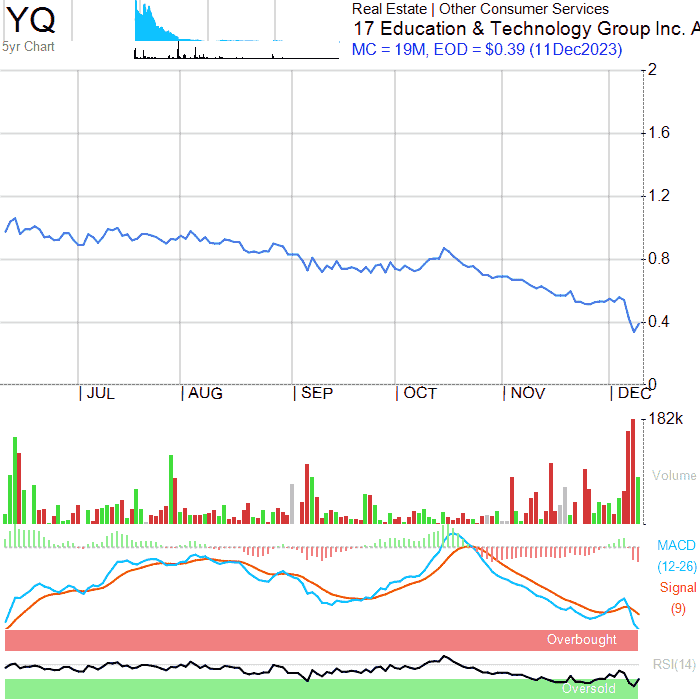 YQ
5yr Chart
Real Estate | Other Consumer Services
17 Education & Technology Group Inc. A
MC = 19M, EOD = $0.39 (11Dec2023)
2
1.6
1.2
0.8
0.4
0
| JUL | AUG | SEP | OCT | NOV | DEC
182k
Volume
MACD
(12-26)
Signal
(9)
Overbought
RSI(14)
Oversold